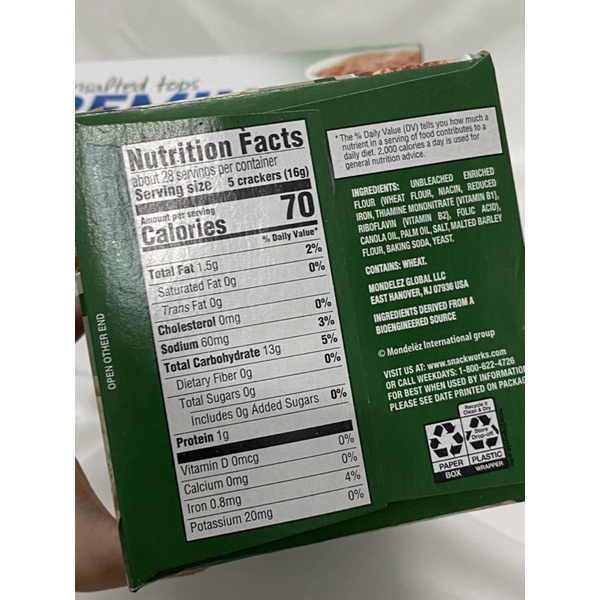 unsalted tops
PREMIUM
Nutrition Facts
about 28 servings per container
Serving size 5 crackers (16g)
Amount per serving
Calories 70
% Daily Value*
Total Fat 1.5g 2%
Saturated Fat 0g 0%
Trans Fat 0g
Cholesterol 0mg 0%
Sodium 60mg 3%
Total Carbohydrate 13g 5%
Dietary Fiber 0g 0%
Total Sugars 0g
Includes 0g Added Sugars 0%
Protein 1g
Vitamin D 0mcg 0%
Calcium 0mg 0%
Iron 0.8mg 4%
Potassium 20mg 0%
OPEN OTHER END
* The % Daily Value (DV) tells you how much a
nutrient in a serving of food contributes to a
daily diet. 2,000 calories a day is used for
general nutrition advice.
INGREDIENTS: UNBLEACHED ENRICHED
FLOUR (WHEAT FLOUR, NIACIN, REDUCED
IRON, THIAMINE MONONITRATE [VITAMIN B1],
RIBOFLAVIN [VITAMIN B2], FOLIC ACID),
CANOLA OIL, PALM OIL, SALT, MALTED BARLEY
FLOUR, BAKING SODA, YEAST.
CONTAINS: WHEAT.
MONDELEZ GLOBAL LLC
EAST HANOVER, NJ 07936 USA
INGREDIENTS DERIVED FROM A
BIOENGINEERED SOURCE
© Mondelēz International group
VISIT US AT: www.snackworks.com
OR CALL WEEKDAYS: 1-800-622-4726
FOR BEST WHEN USED BY INFORMATION
PLEASE SEE DATE PRINTED ON PACKAG
Recycle if
Clean & Dry
Store
Drop-off
PAPER
BOX
PLASTIC
WRAPPER